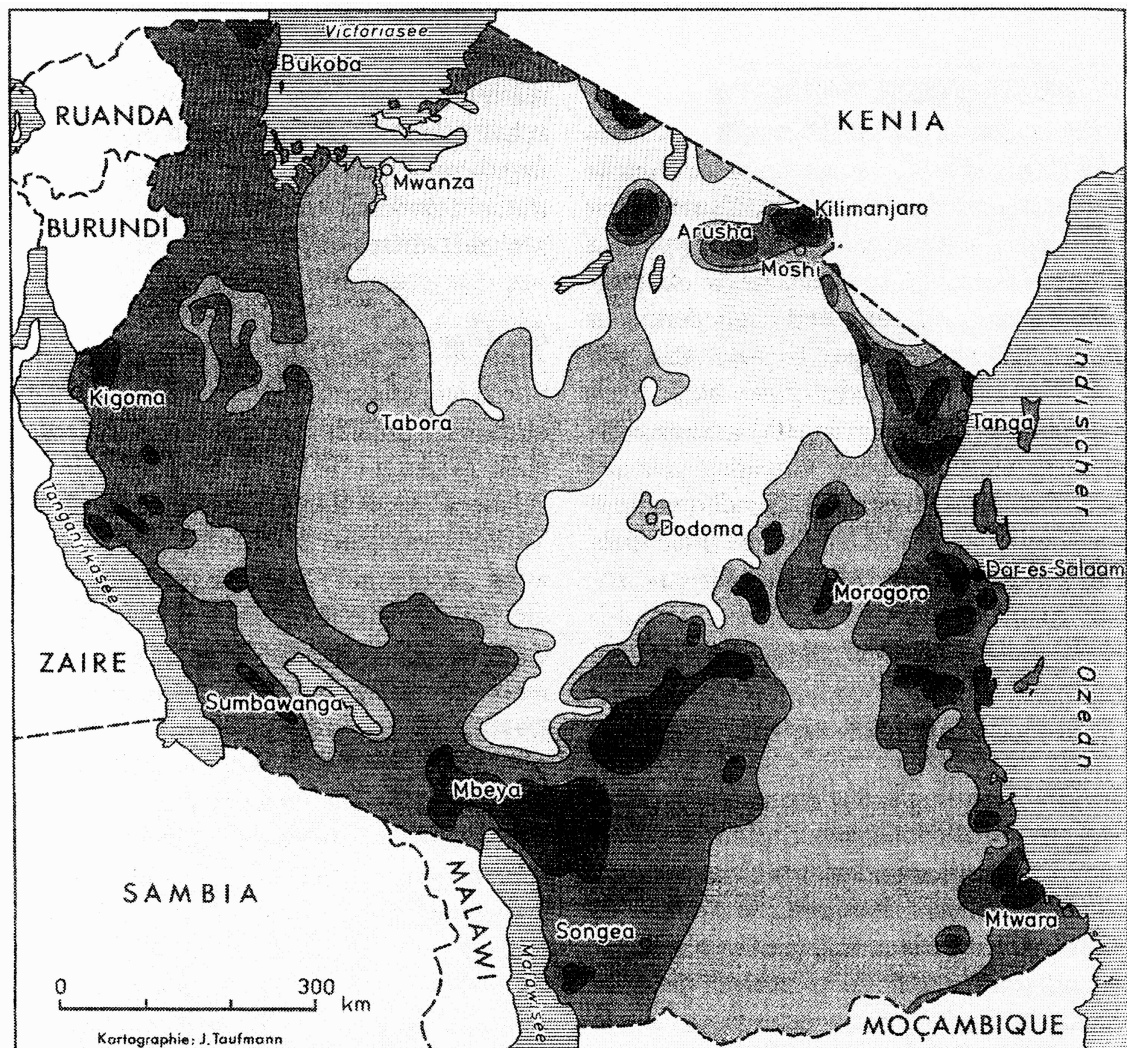 Victoriasee
Bukoba
RUANDA
KENIA
Mwanza
BURUNDI
Kilimanjaro
Arusha
Moshi
Indischer
Ozean
Kigoma
Tabora
Tanga
Tanganjikasee
Dodoma
Dar-es-Salaam
Morogoro
ZAIRE
Sumbawanga
Mbeya
SAMBIA
MALAWI
Malawisee
Songea
Mtwara
0 300
km
MOÇAMBIQUE
Kartographie: J. Taufmann